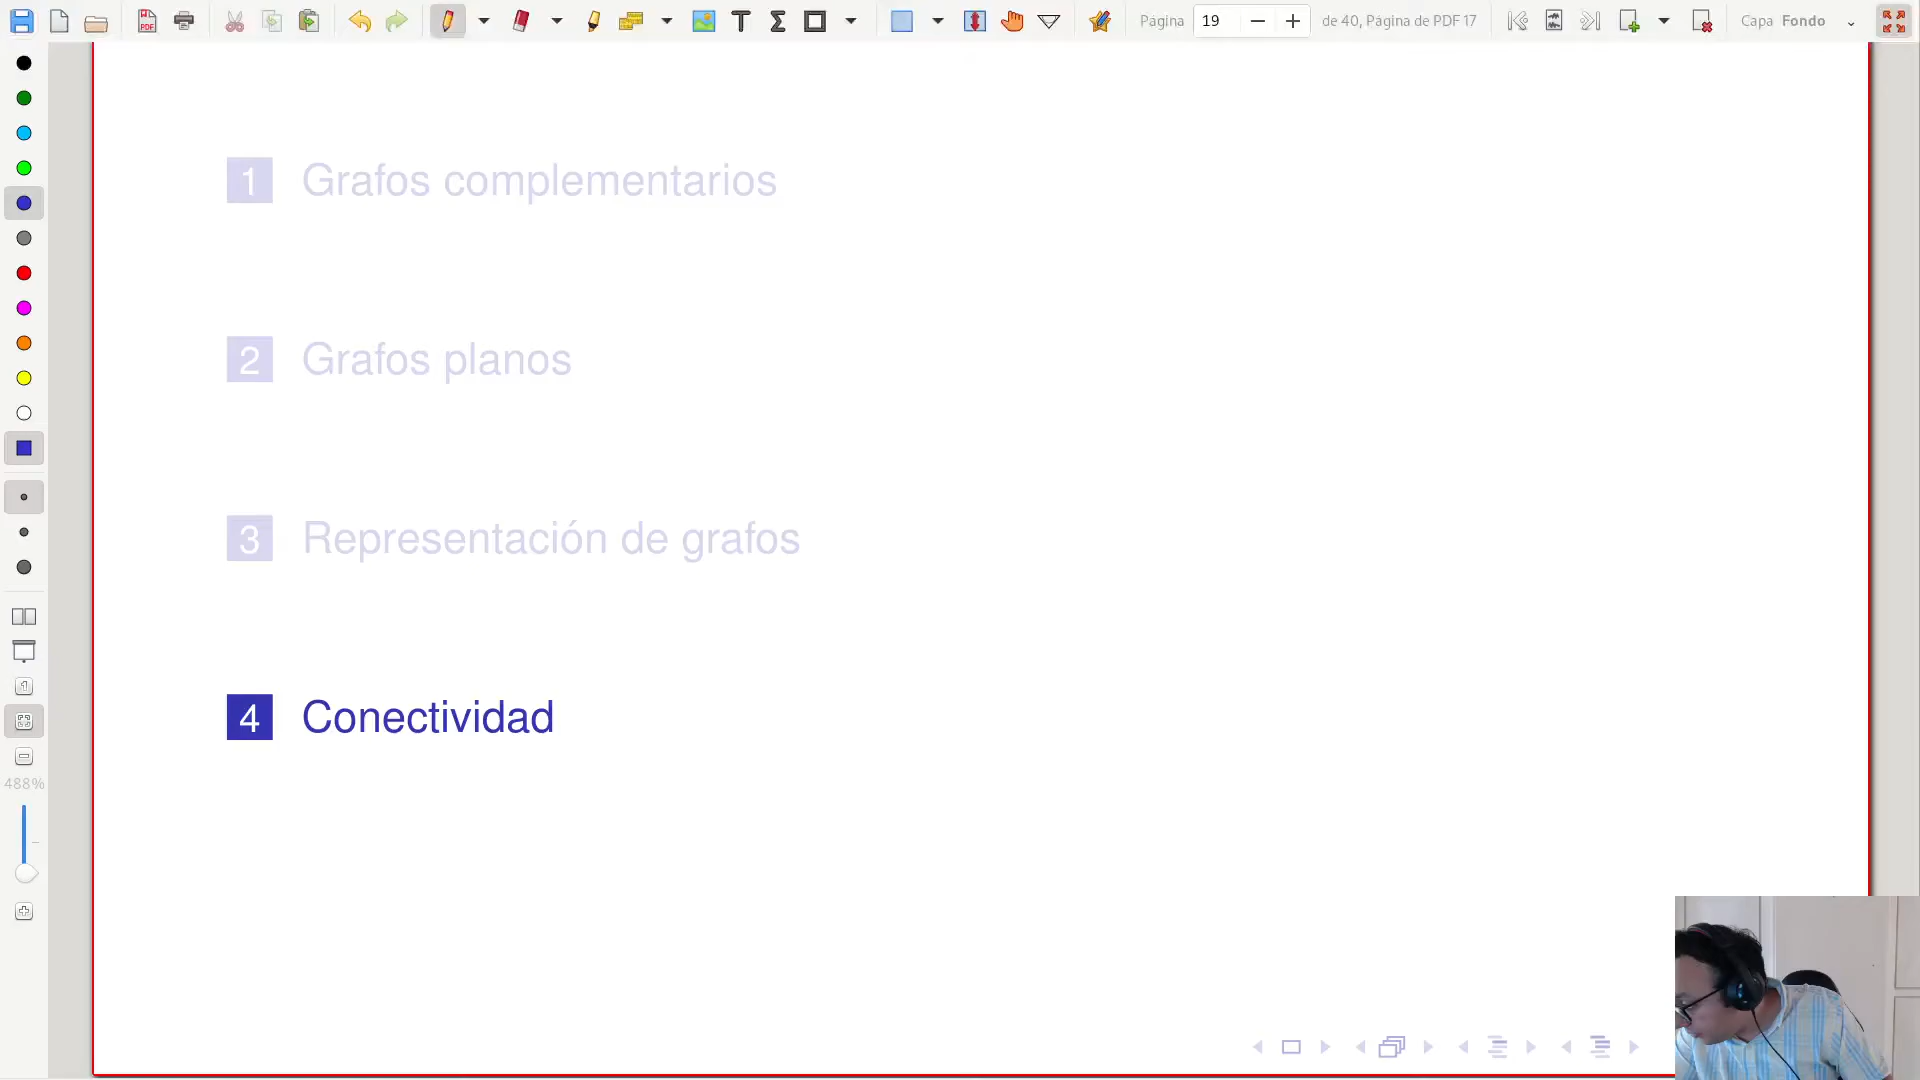 Página 19 de 40, Página de PDF 17 Capa Fondo
1 Grafos complementarios
2 Grafos planos
3 Representación de grafos
4 Conectividad
488%